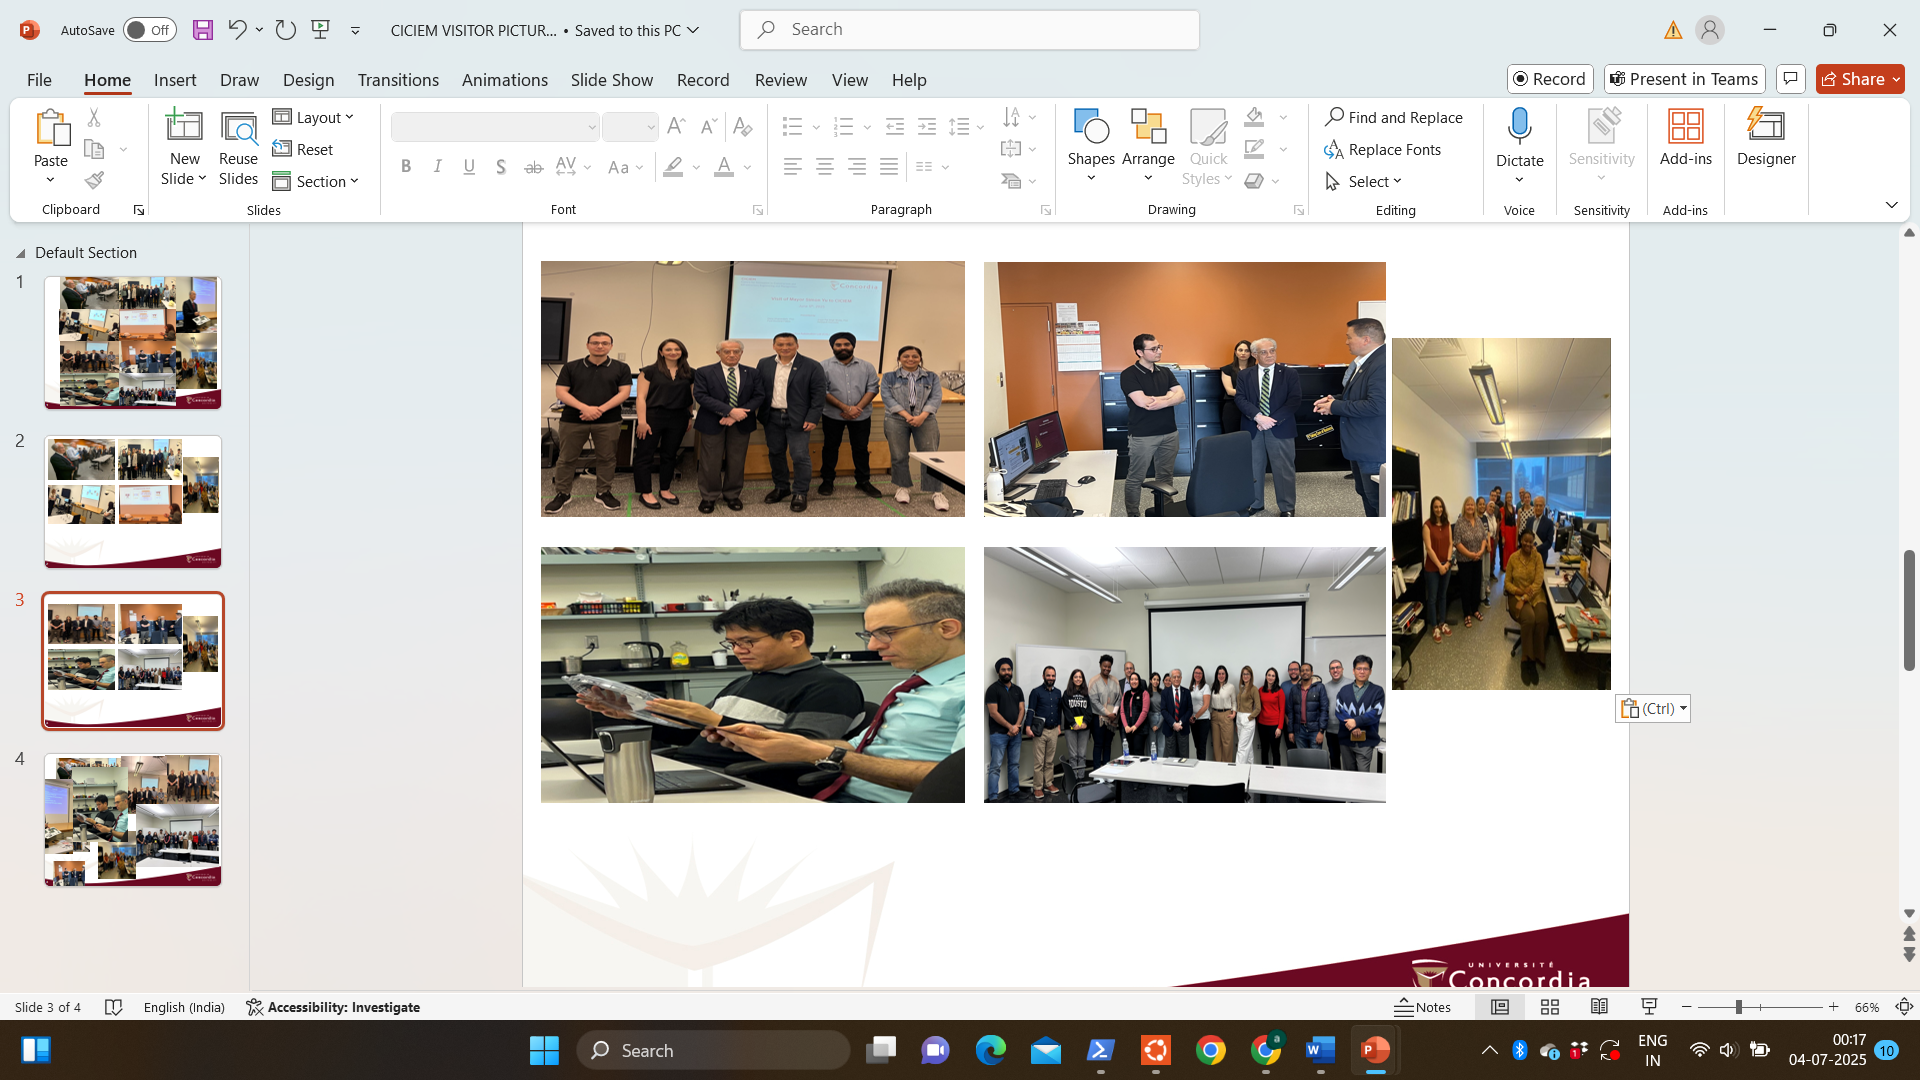 AutoSave Off CICIEM VISITOR PICTUR... • Saved to this PC Search
File Home Insert Draw Design Transitions Animations Slide Show Record Review View Help Record Present in Teams Share
Paste
New Slide
Reuse Slides
Layout
Reset
Section
Shapes
Arrange
Quick Styles
Find and Replace
Replace Fonts
Select
Dictate
Sensitivity
Add-ins
Designer
Clipboard Slides Font Paragraph Drawing Editing Voice Sensitivity Add-ins
Default Section
1
2
3
4
Concordia
HOUSTON
(Ctrl)
UNIVERSITÉ
Concordia
Slide 3 of 4 English (India) Accessibility: Investigate Notes 66%
Search
ENG
IN
00:17
04-07-2025
10